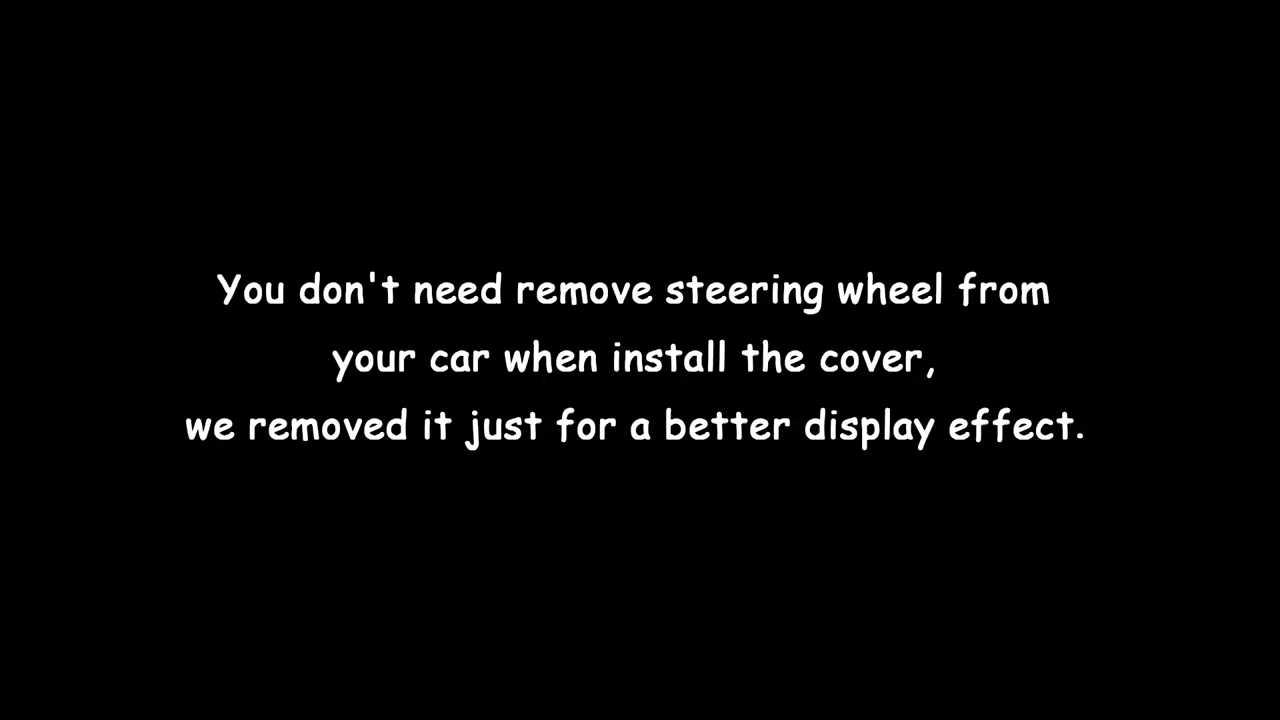 You don't need remove steering wheel from
your car when install the cover,
we removed it just for a better display effect.